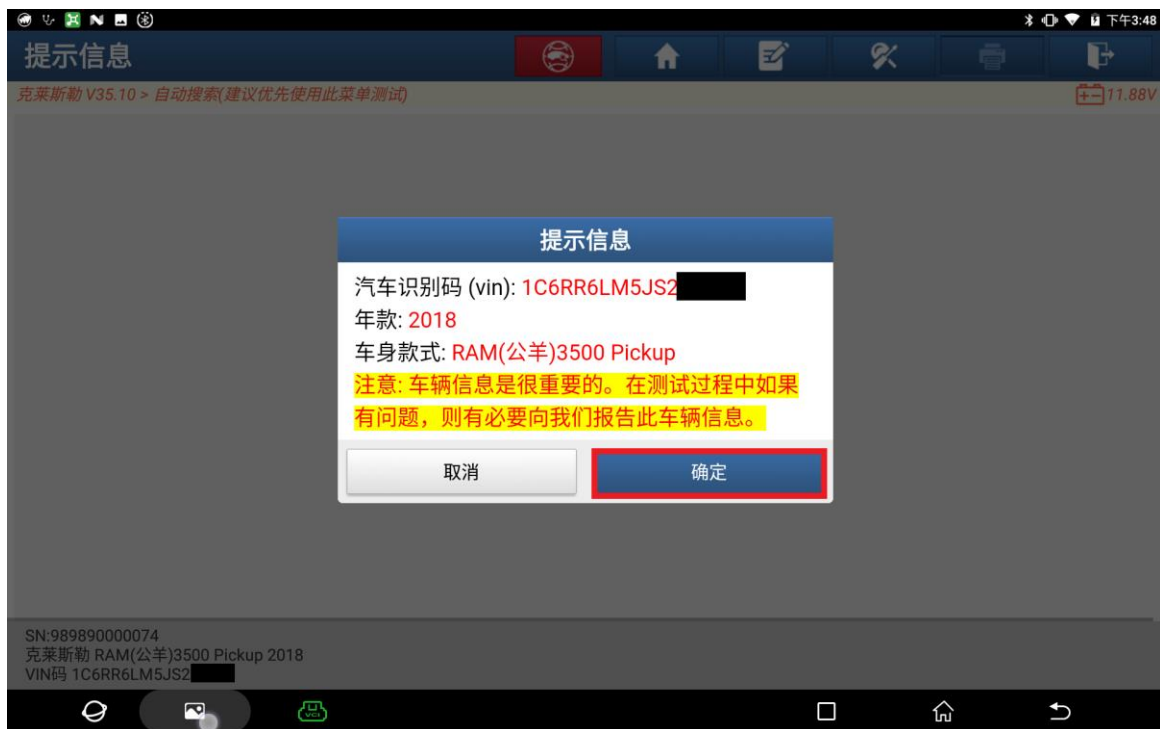 下午3:48
提示信息
克莱斯勒 V35.10 > 自动搜索(建议优先使用此菜单测试)
11.88V
提示信息
汽车识别码 (vin): 1C6RR6LM5JS2
年款: 2018
车身款式: RAM(公羊)3500 Pickup
注意: 车辆信息是很重要的。在测试过程中如果
有问题，则有必要向我们报告此车辆信息。
取消
确定
SN:989890000074
克莱斯勒 RAM(公羊)3500 Pickup 2018
VIN码 1C6RR6LM5JS2
VCI